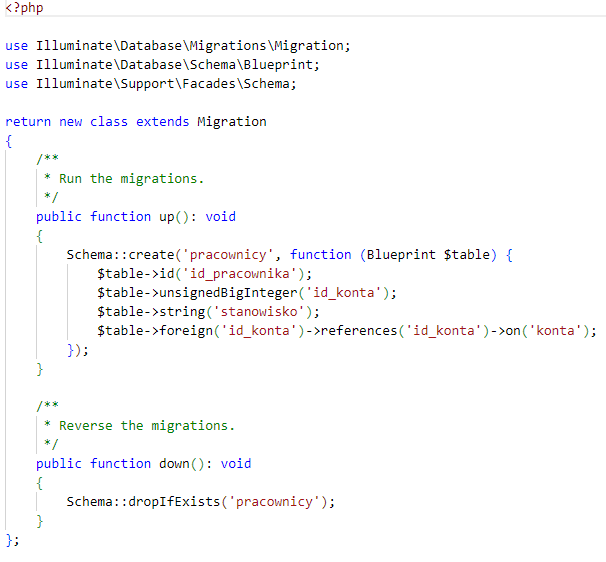 <?php
use Illuminate\Database\Migrations\Migration;
use Illuminate\Database\Schema\Blueprint;
use Illuminate\Support\Facades\Schema;
return new class extends Migration
{
    /**
     * Run the migrations.
     */
    public function up(): void
    {
        Schema::create('pracownicy', function (Blueprint $table) {
            $table->id('id_pracownika');
            $table->unsignedBigInteger('id_konta');
            $table->string('stanowisko');
            $table->foreign('id_konta')->references('id_konta')->on('konta');
        });
    }
    /**
     * Reverse the migrations.
     */
    public function down(): void
    {
        Schema::dropIfExists('pracownicy');
    }
};